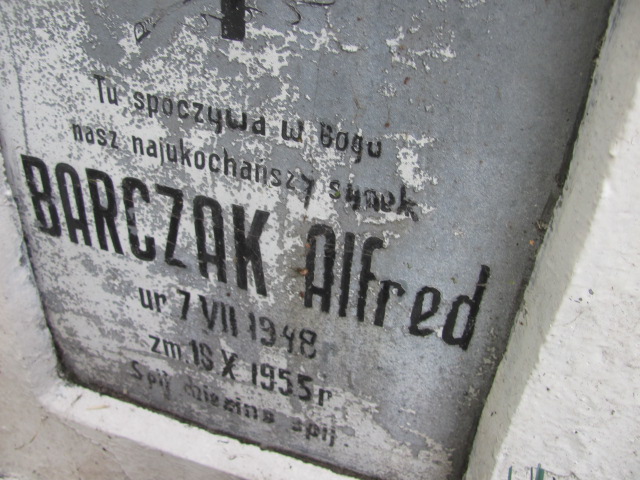 Tu spoczywa w Bogu
nasz najukochańszy synek
BARCZAK Alfred
ur 7 VII 1948
zm 18 X 1955 r
Śpij dziecino śpij.